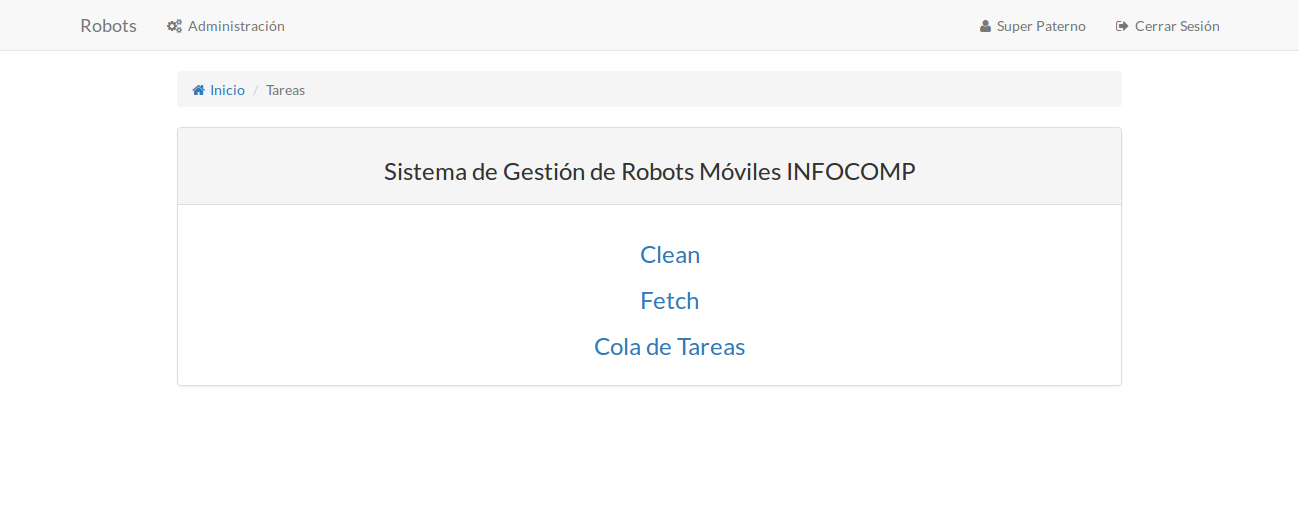 Robots Administración Super Paterno Cerrar Sesión
Inicio / Tareas
Sistema de Gestión de Robots Móviles INFOCOMP
Clean
Fetch
Cola de Tareas